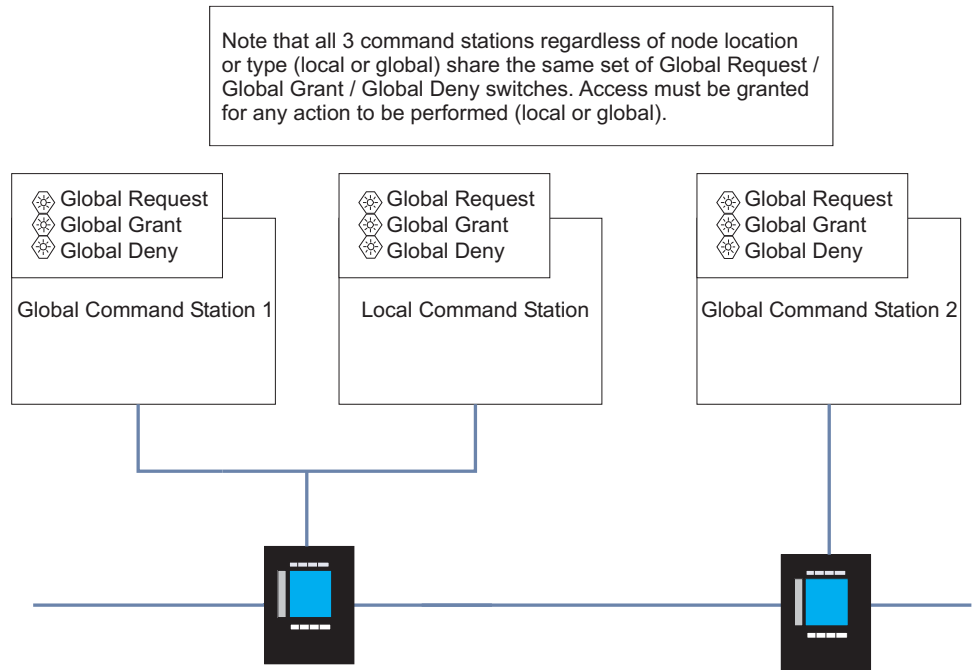 Note that all 3 command stations regardless of node location
or type (local or global) share the same set of Global Request /
Global Grant / Global Deny switches. Access must be granted
for any action to be performed (local or global).
Global Request
Global Grant
Global Deny
Global Command Station 1
Global Request
Global Grant
Global Deny
Local Command Station
Global Request
Global Grant
Global Deny
Global Command Station 2